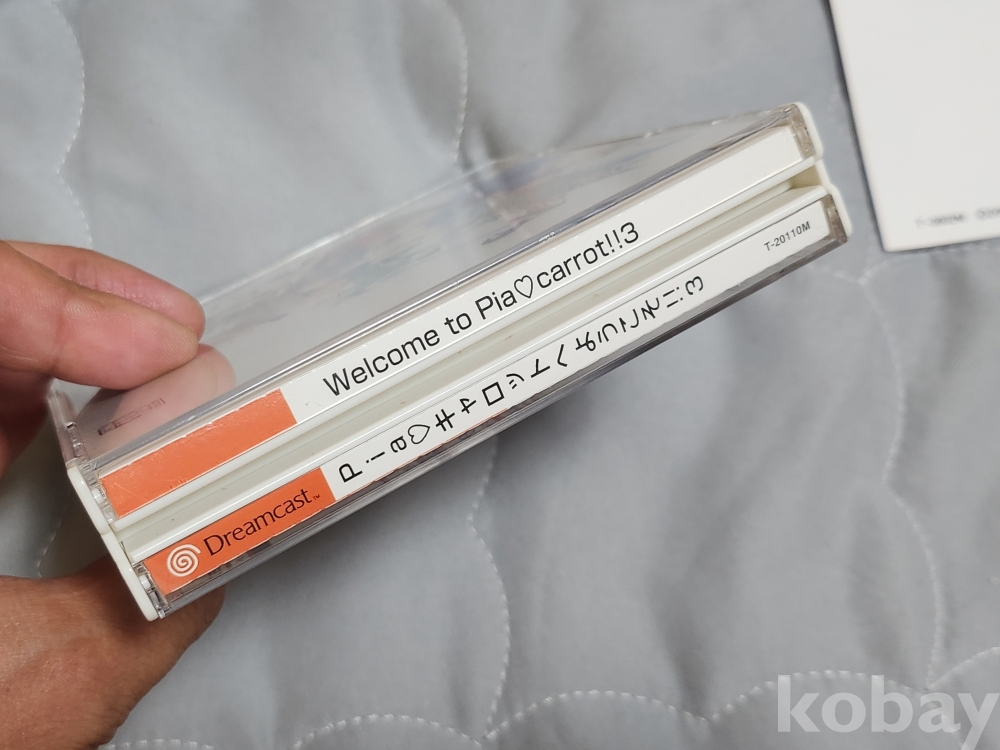 Welcome to Pia♡carrot!!3
Dreamcast™
Pia♡キャロットへようこそ!!3
T-20110M
kobay